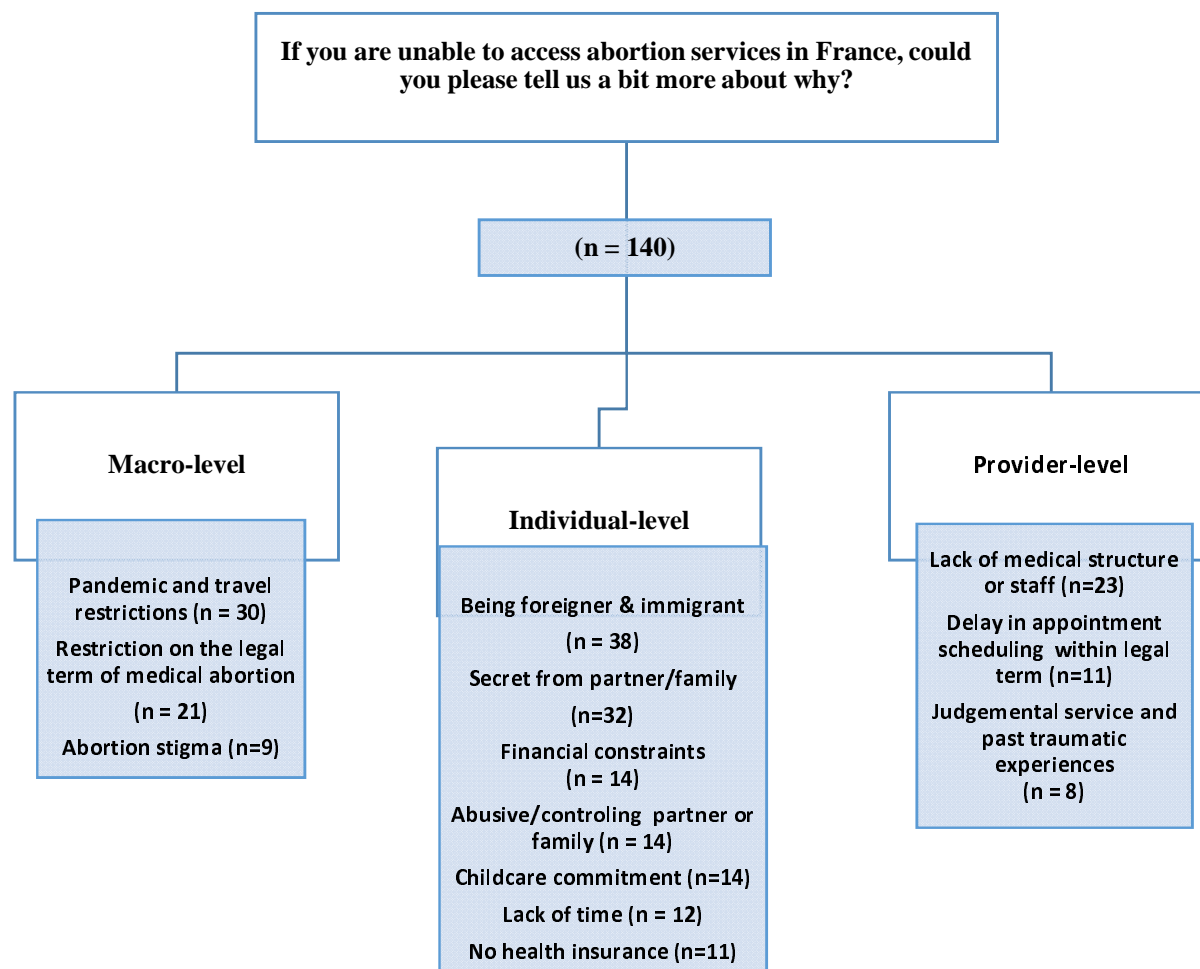 If you are unable to access abortion services in France, could
you please tell us a bit more about why?
(n = 140)
Macro-level
Pandemic and travel
restrictions (n = 30)
Restriction on the legal
term of medical abortion
(n = 21)
Abortion stigma (n=9)
Individual-level
Being foreigner & immigrant
(n = 38)
Secret from partner/family
(n=32)
Financial constraints
(n = 14)
Abusive/controling partner or
family (n = 14)
Childcare commitment (n=14)
Lack of time (n = 12)
No health insurance (n=11)
Provider-level
Lack of medical structure
or staff (n=23)
Delay in appointment
scheduling within legal
term (n=11)
Judgemental service and
past traumatic
experiences
(n = 8)